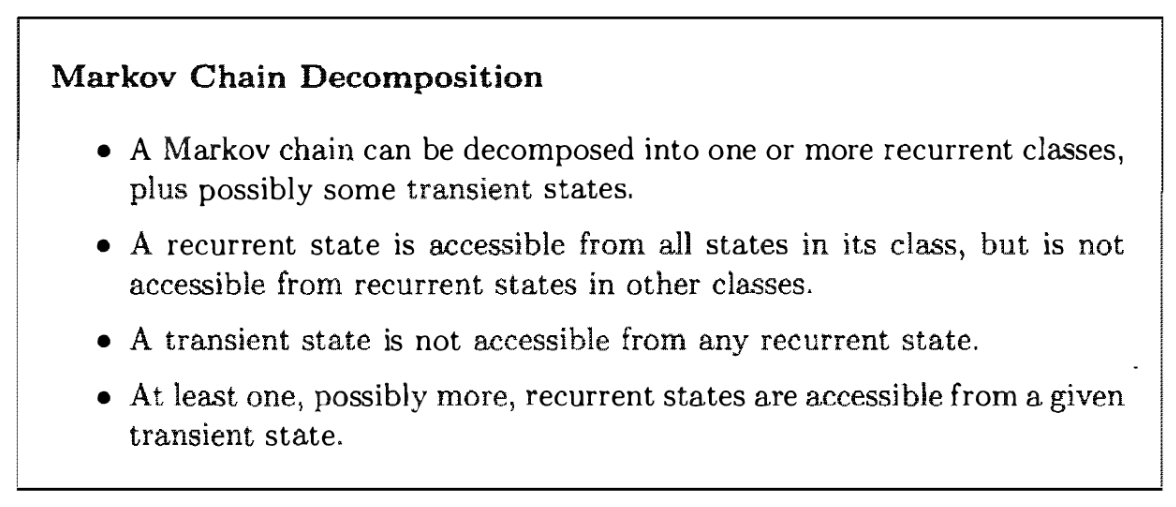 Markov Chain Decomposition
• A Markov chain can be decomposed into one or more recurrent classes,
plus possibly some transient states.
• A recurrent state is accessible from all states in its class, but is not
accessible from recurrent states in other classes.
• A transient state is not accessible from any recurrent state.
• At least one, possibly more, recurrent states are accessible from a given
transient state.